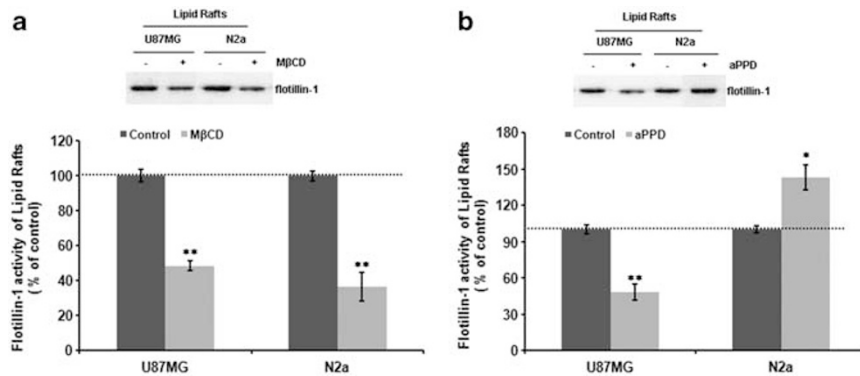 a
Lipid Rafts
U87MG N2a
- + - + MβCD
flotillin-1
Control MβCD
Flotillin-1 activity of Lipid Rafts
( % of control)
120
100
80
60
40
20
0
**
**
U87MG N2a
b
Lipid Rafts
U87MG N2a
- + - + aPPD
flotillin-1
Control aPPD
Flotillin-1 activity of Lipid Rafts
( % of control)
180
150
120
90
60
30
0
**
*
U87MG N2a